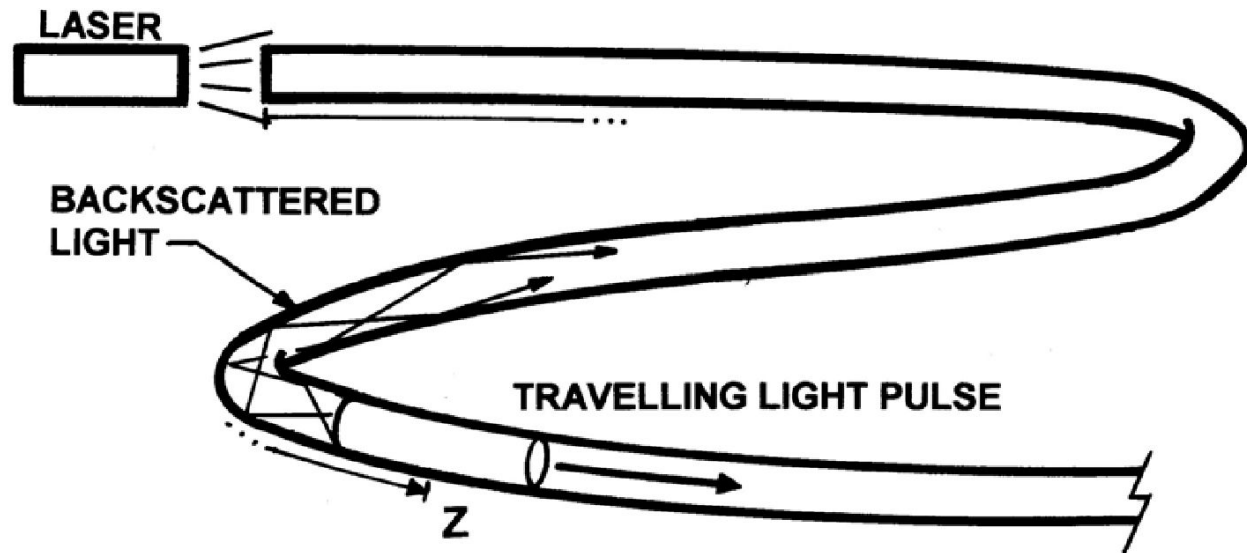 LASER
BACKSCATTERED
LIGHT
TRAVELLING LIGHT PULSE
Z